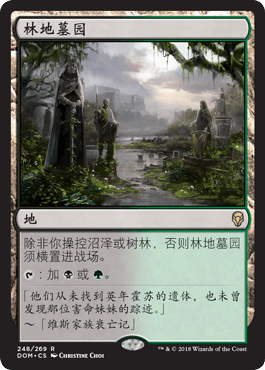 林地墓园
地
除非你操控沼泽或树林，否则林地墓园
须横置进战场。
：加或。
「他们从未找到英年霍苏的遗体，也未曾
发现那位害命妹妹的踪迹。」
～「维斯家族衰亡记」
248/269 R
DOM • CS Christine Choi
™ & © 2018 Wizards of the Coast